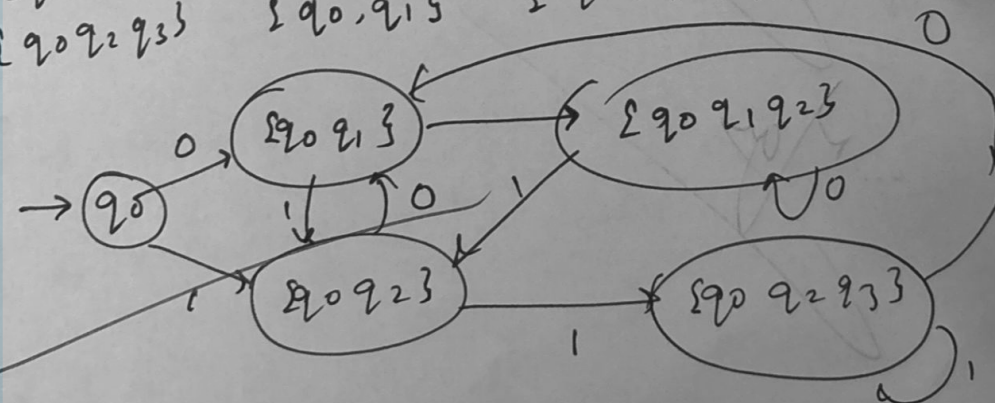 {q0 q2 q3} {q0, q1}
0
0 {q0 q1} {q0 q1 q2}
q0 1 0 1 0
1 {q0 q2} {q0 q2 q3}
1 1